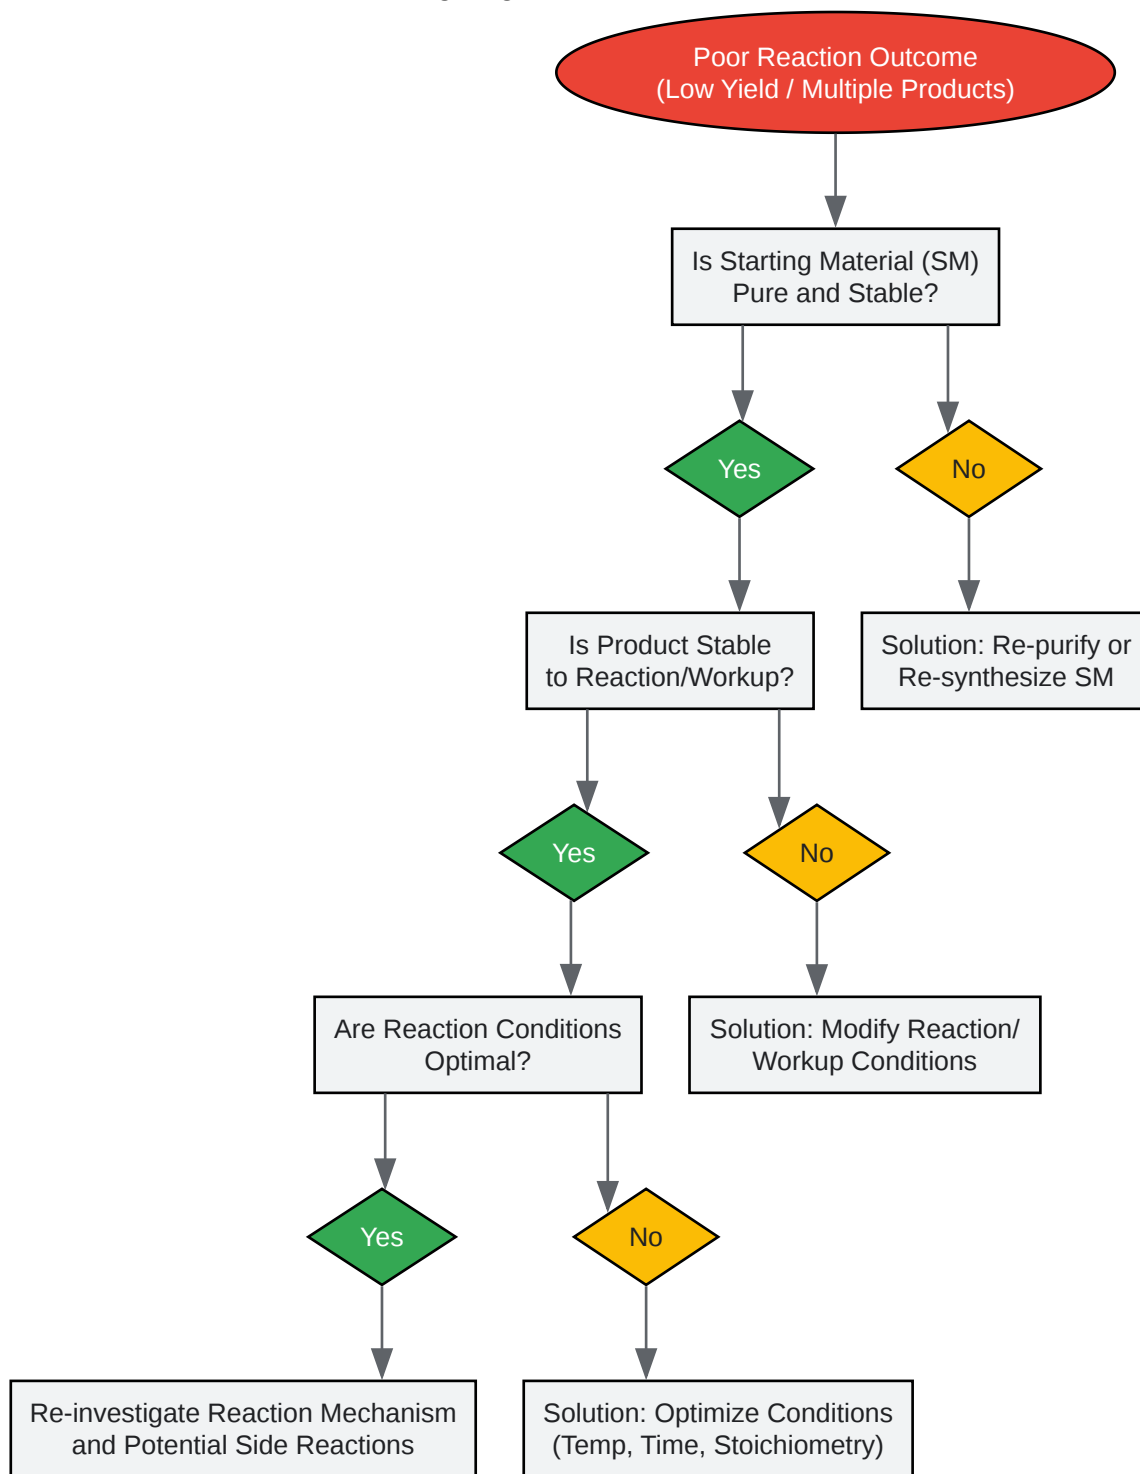 Poor Reaction Outcome
(Low Yield / Multiple Products)
Is Starting Material (SM)
Pure and Stable?
Yes
No
Is Product Stable
to Reaction/Workup?
Solution: Re-purify or
Re-synthesize SM
Yes
No
Are Reaction Conditions
Optimal?
Solution: Modify Reaction/
Workup Conditions
Yes
No
Re-investigate Reaction Mechanism
and Potential Side Reactions
Solution: Optimize Conditions
(Temp, Time, Stoichiometry)